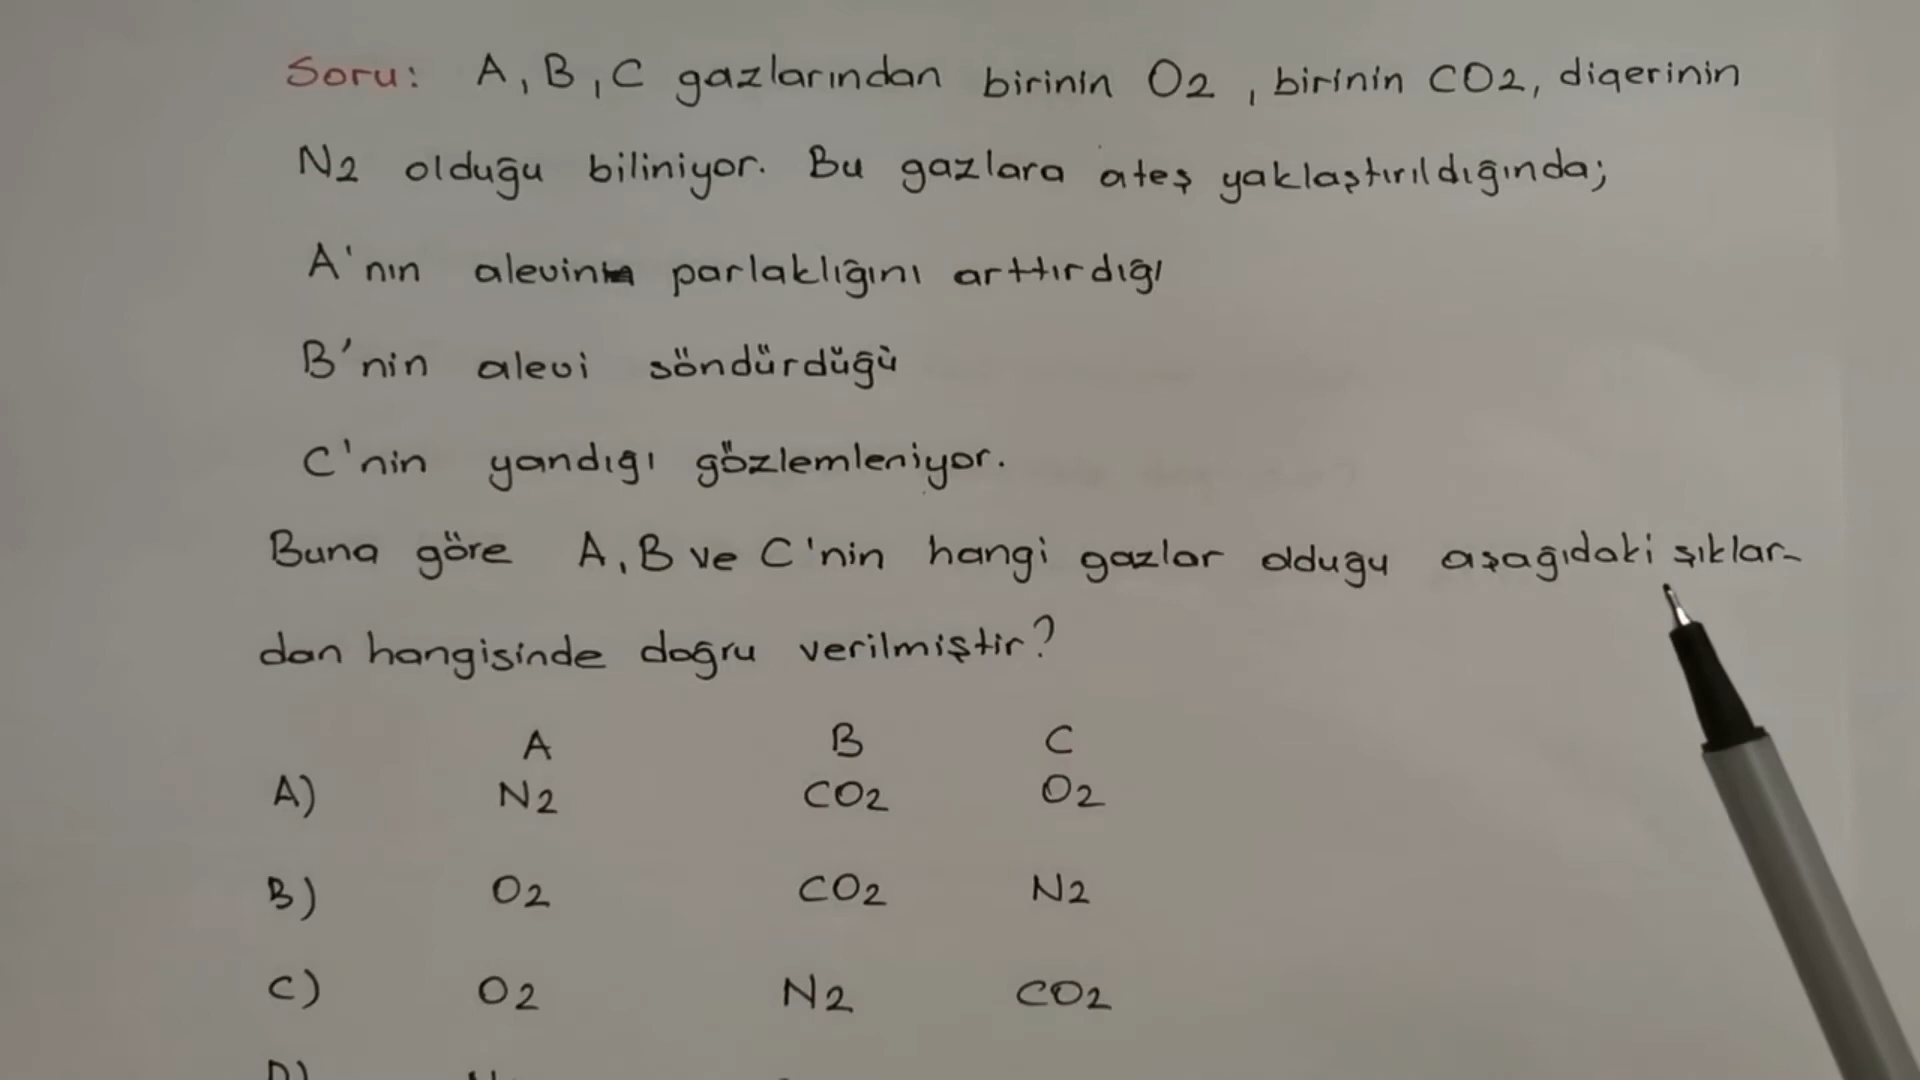 Soru: A, B, C gazlarından birinin O2, birinin CO2, diqerinin
N2 olduğu biliniyor. Bu gazlara ateş yaklaştırıldığında;
A'nın alevin parlaklığını arttırdığı
B'nin alevi söndürdüğü
C'nin yandığı gözlemleniyor.
Buna göre A, B ve C'nin hangi gazlar olduğu aşağıdaki şıklar-
dan hangisinde doğru verilmiştir?
A B C
A) N2 CO2 O2
B) O2 CO2 N2
C) O2 N2 CO2
D)